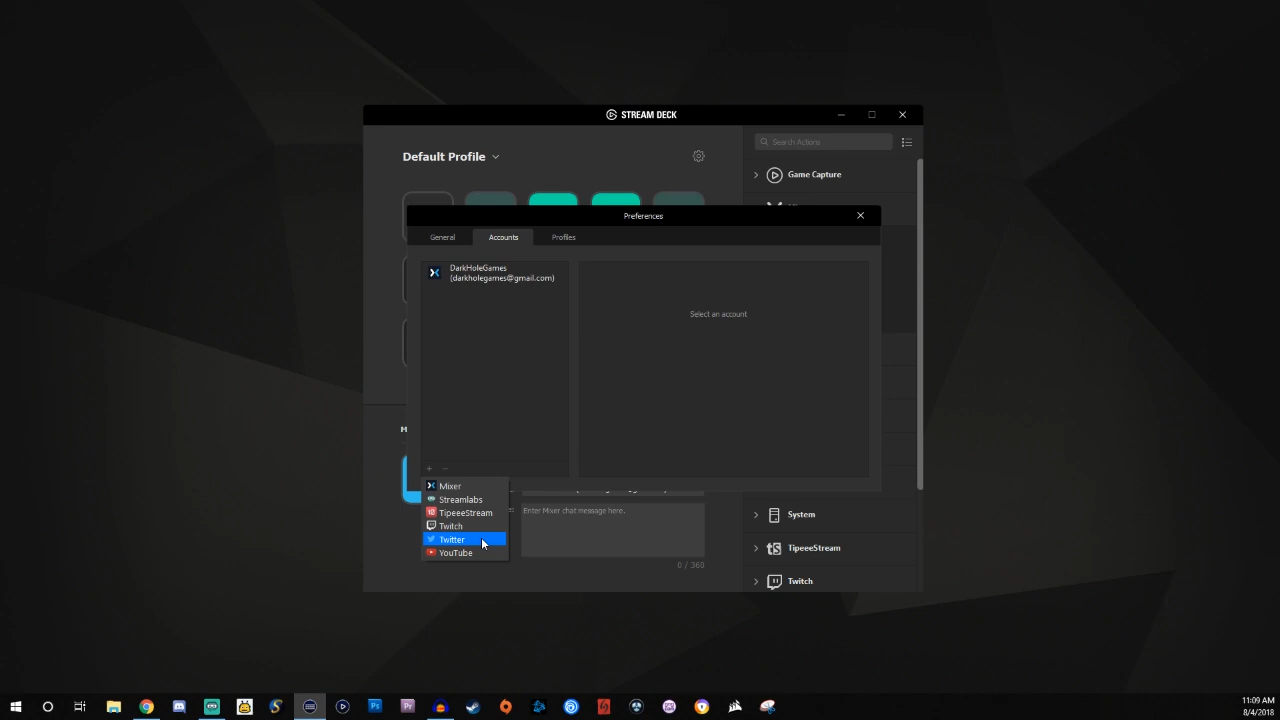 STREAM DECK
Default Profile
Search Actions
Game Capture
Preferences
General
Accounts
Profiles
DarkHoleGames
(darkholegames@gmail.com)
Select an account
Mixer
Streamlabs
TipeeeStream
Twitch
Twitter
YouTube
Enter Mixer chat message here.
0 / 360
System
TipeeeStream
Twitch
11:09 AM
8/4/2018